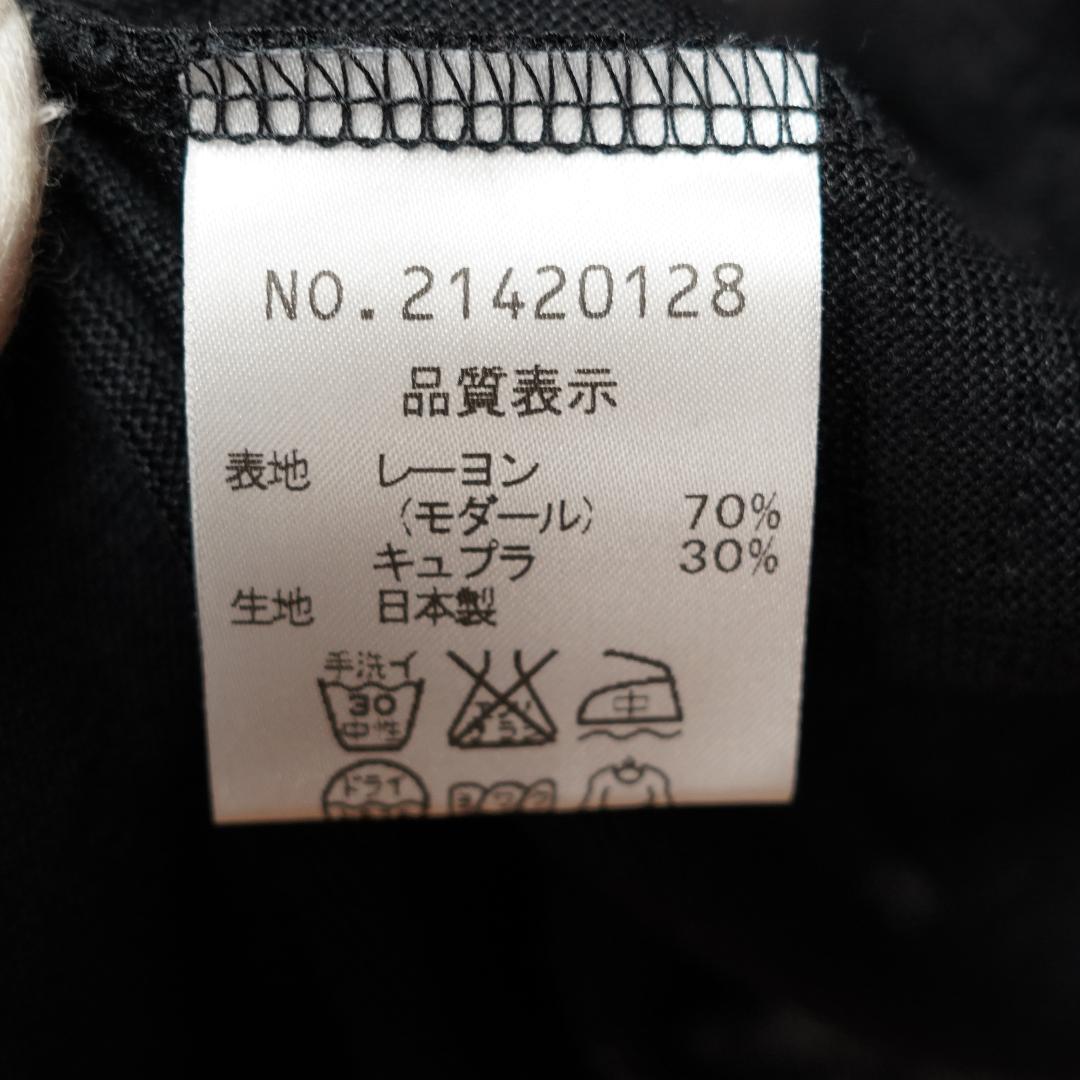 NO.21420128
品質表示
表地 レーヨン
(モダール) 70%
キュプラ 30%
生地 日本製
手洗イ
30
中性
中
ドライ